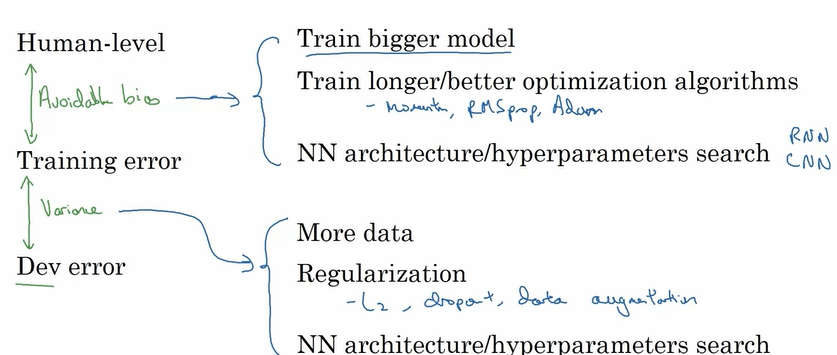 Human-level
Avoidable bias
Training error
Variance
Dev error
Train bigger model
Train longer/better optimization algorithms
- Momentum, RMSprop, Adam
NN architecture/hyperparameters search
RNN
CNN
More data
Regularization
- L2, dropout, data augmentation
NN architecture/hyperparameters search